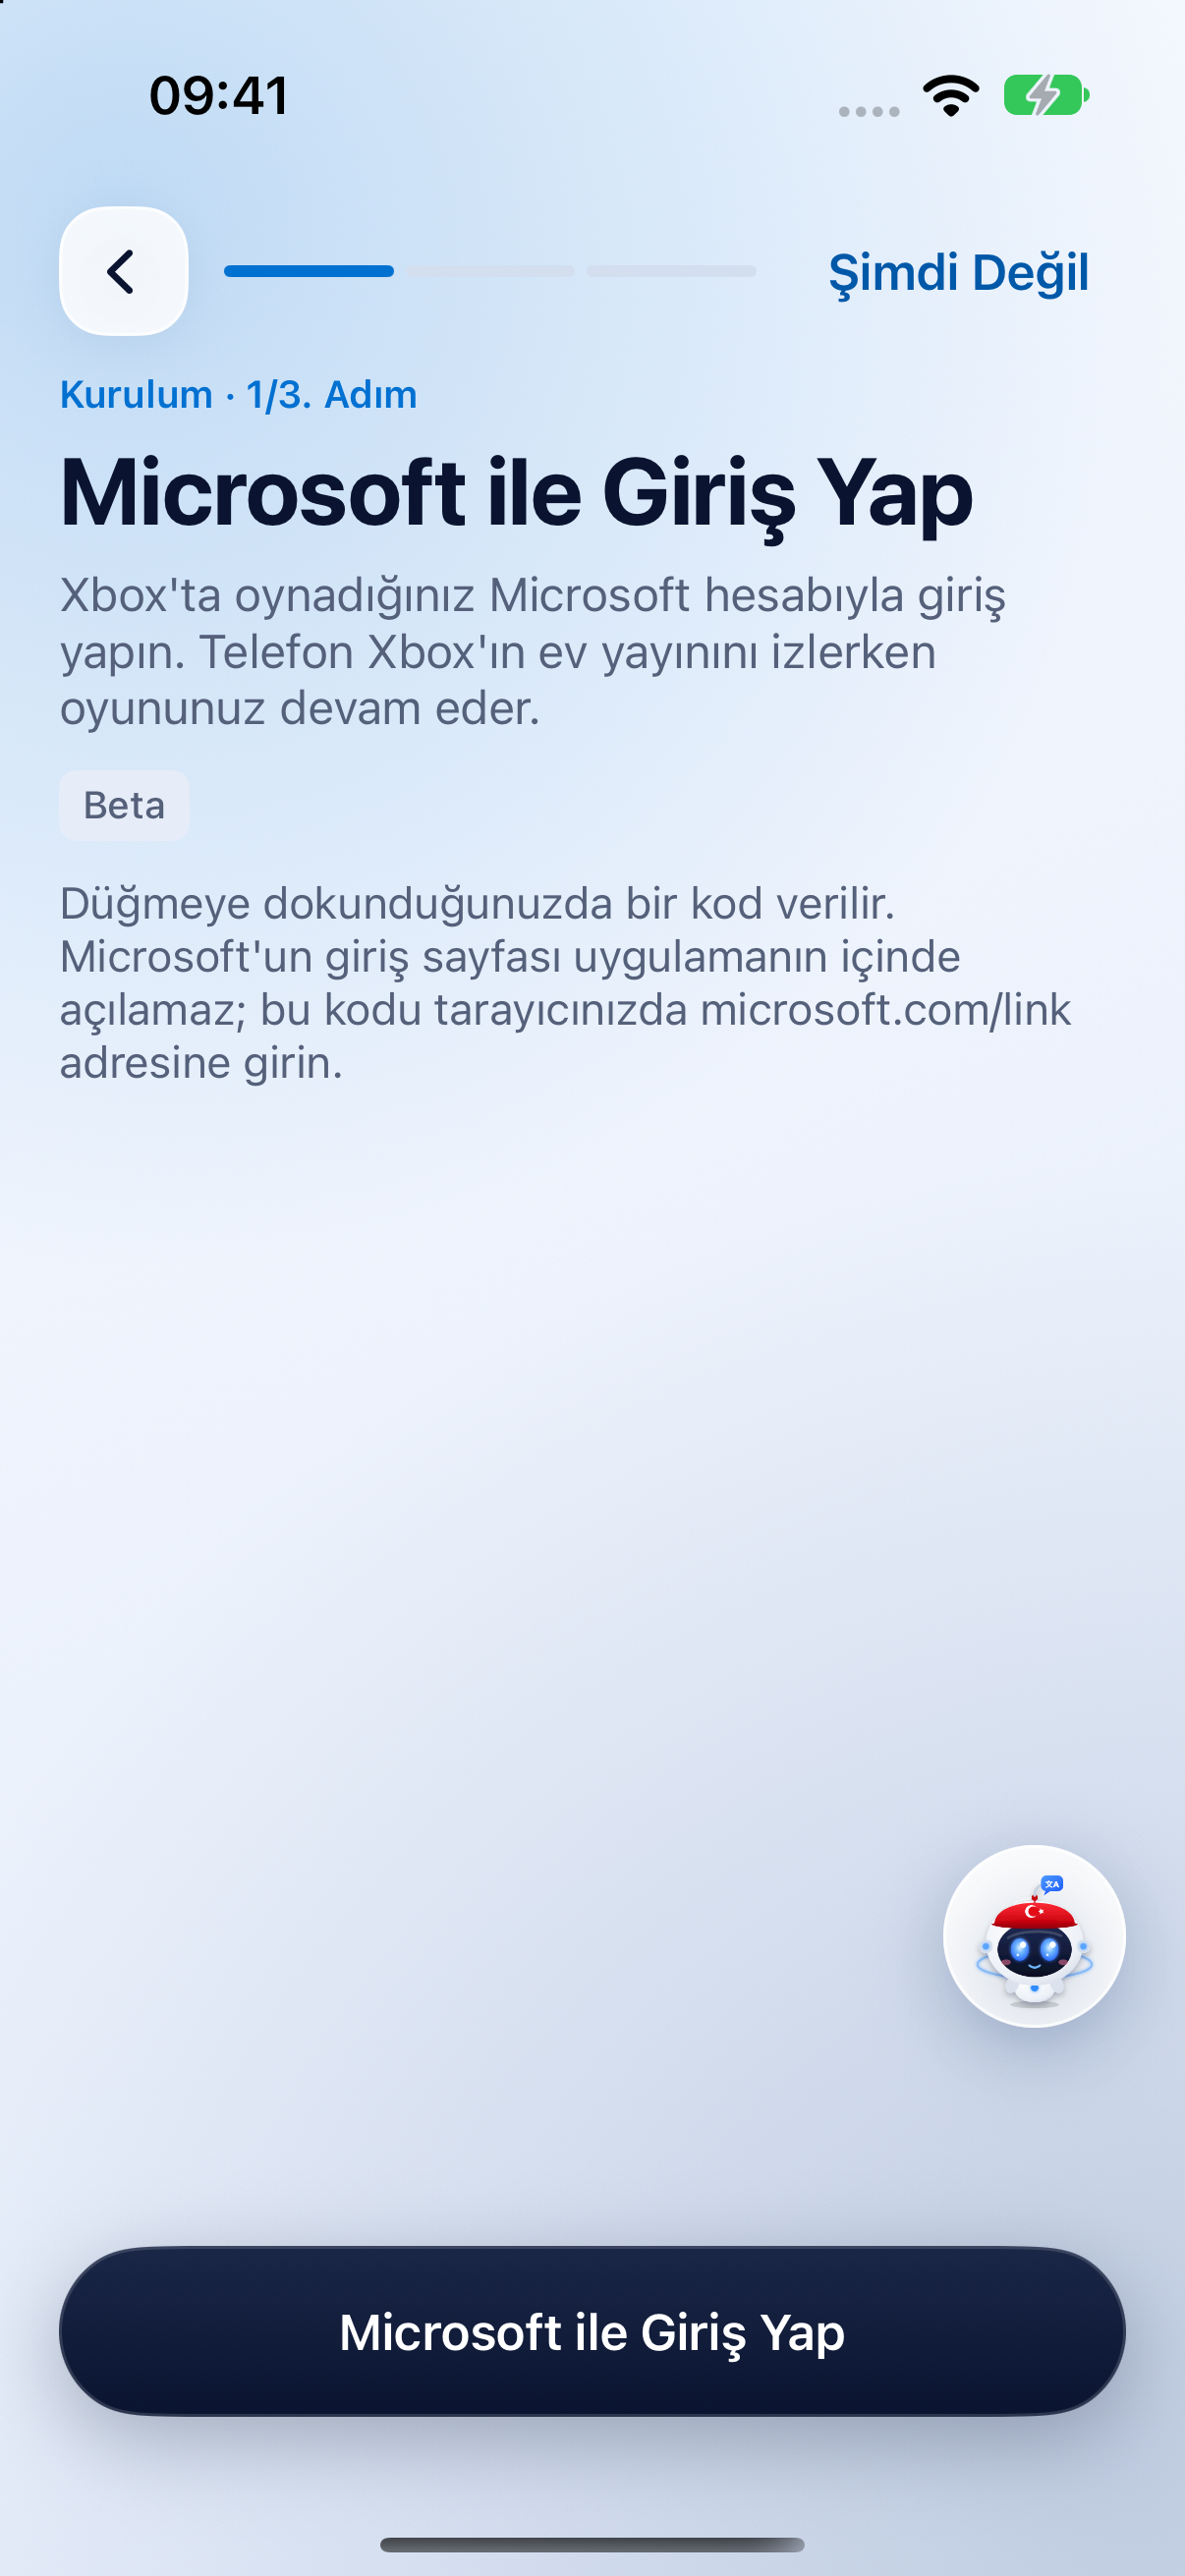 09:41
Şimdi Değil
Kurulum · 1/3. Adım
Microsoft ile Giriş Yap
Xbox'ta oynadığınız Microsoft hesabıyla giriş
yapın. Telefon Xbox'ın ev yayınını izlerken
oyununuz devam eder.
Beta
Düğmeye dokunduğunuzda bir kod verilir.
Microsoft'un giriş sayfası uygulamanın içinde
açılamaz; bu kodu tarayıcınızda microsoft.com/link
adresine girin.
文A
Microsoft ile Giriş Yap